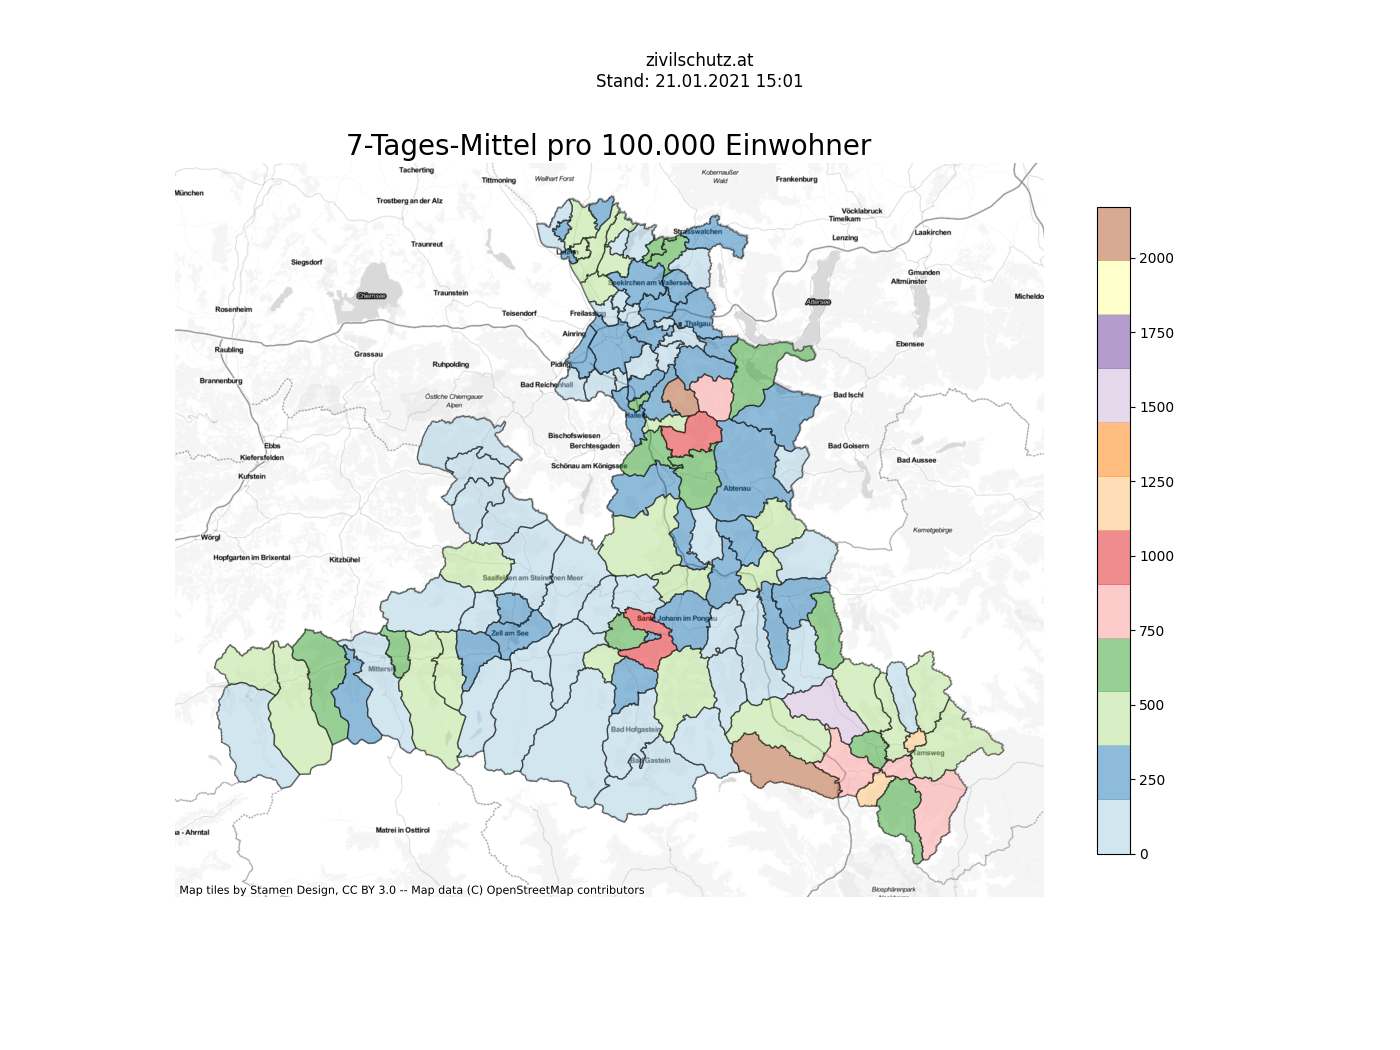 zivilschutz.at
Stand: 21.01.2021 15:01
7-Tages-Mittel pro 100.000 Einwohner
Tacherting
Tittmoning
Weilhart Forst
Kobernaußer
Wald
Frankenburg
München
Trostberg an der Alz
Vöcklabruck
Timelkam
Laakirchen
Strasswalchen
Lenzing
Traunreut
Siegsdorf
Gmunden
Altmünster
Seekirchen am Wallersee
Chiemsee
Traunstein
Attersee
Micheldo
Rosenheim
Teisendorf
Freilassing
Thalgau
Ainring
Ebensee
Raubling
Grassau
Ruhpolding
Piding
Brannenburg
Bad Reichenhall
Östliche Chiemgauer
Alpen
Bad Ischl
Hallein
Bischofswiesen
Berchtesgaden
Ebbs
Kiefersfelden
Bad Goisern
Bad Aussee
Schönau am Königssee
Kufstein
Abtenau
Kemetgebirge
Wörgl
Hopfgarten im Brixental
Kitzbühel
Saalfelden am Steinernen Meer
Sankt Johann im Pongau
Zell am See
Mittersill
Bad Hofgastein
Bad Gastein
Tamsweg
Matrei in Osttirol
a - Ahrntal
Biosphärenpark
Map tiles by Stamen Design, CC BY 3.0 -- Map data (C) OpenStreetMap contributors
2000
1750
1500
1250
1000
750
500
250
0